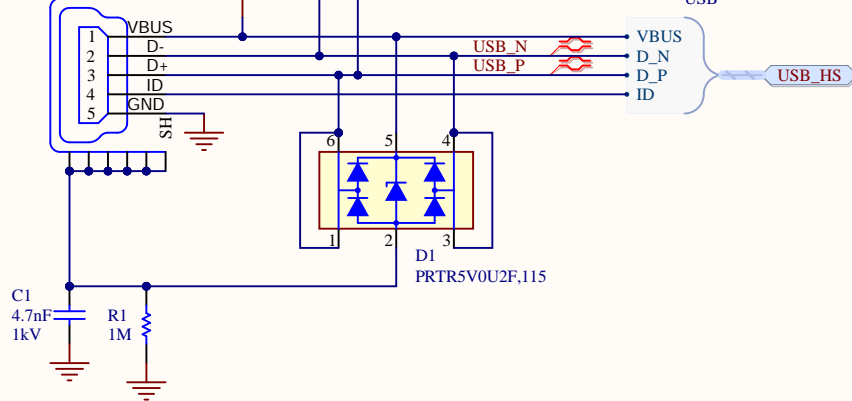 USB
VBUS
1
D-
2
D+
3
ID
4
GND
5
SH
USB_N
USB_P
VBUS
D_N
D_P
ID
USB_HS
6
5
4
1
2
3
D1
PRTR5V0U2F,115
C1
4.7nF
1kV
R1
1M